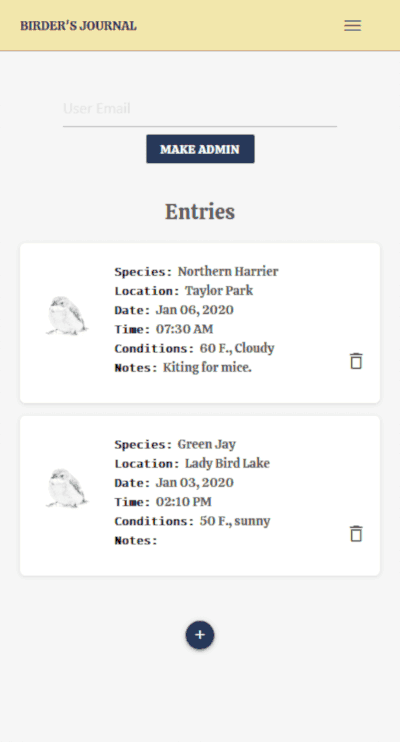 BIRDER'S JOURNAL
User Email
MAKE ADMIN
Entries
Species: Northern Harrier
Location: Taylor Park
Date: Jan 06, 2020
Time: 07:30 AM
Conditions: 60 F., Cloudy
Notes: Kiting for mice.
Species: Green Jay
Location: Lady Bird Lake
Date: Jan 03, 2020
Time: 02:10 PM
Conditions: 50 F., sunny
Notes:
+